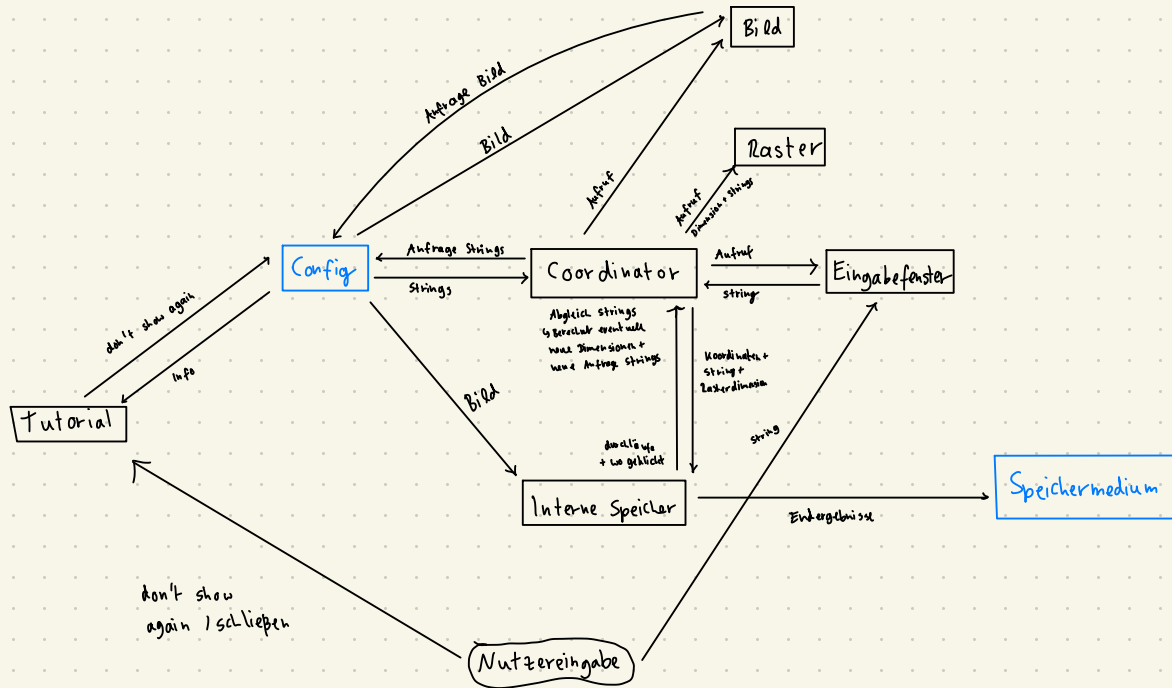 Bild
Anfrage Bild
Bild
Raster
Aufruf
Aufruf
Dimension + Strings
Config
Anfrage Strings
Strings
Coordinator
Aufruf
String
Eingabefenster
Abgleich Strings
↳ Berechnet eventuell
neue Dimensionen +
neue Anfrage Strings
don't show again
Info
Koordinaten +
String +
Rasterdimension
Tutorial
Bild
String
durchläufe
+ wo geklickt
Interne Speicher
Endergebnisse
Speichermedium
don't show
again / schließen
Nutzereingabe